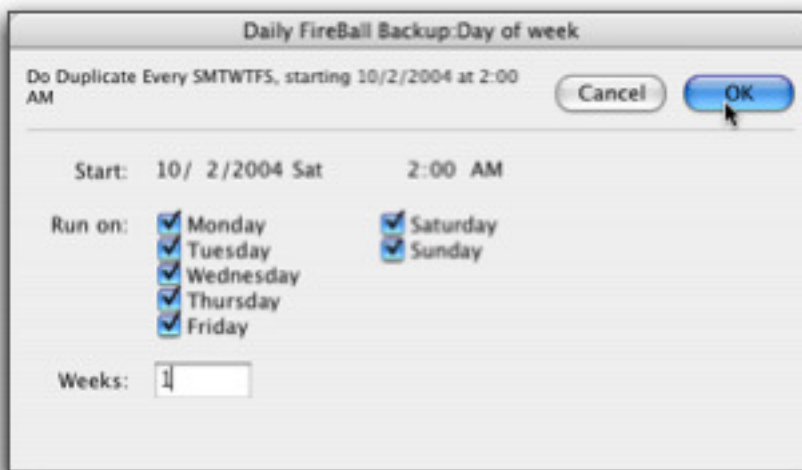 Daily FireBall Backup:Day of week
Do Duplicate Every SMTWTFS, starting 10/2/2004 at 2:00
AM
Cancel
OK
Start: 10/ 2/2004 Sat 2:00 AM
Run on: Monday Saturday
Tuesday Sunday
Wednesday
Thursday
Friday
Weeks: 1